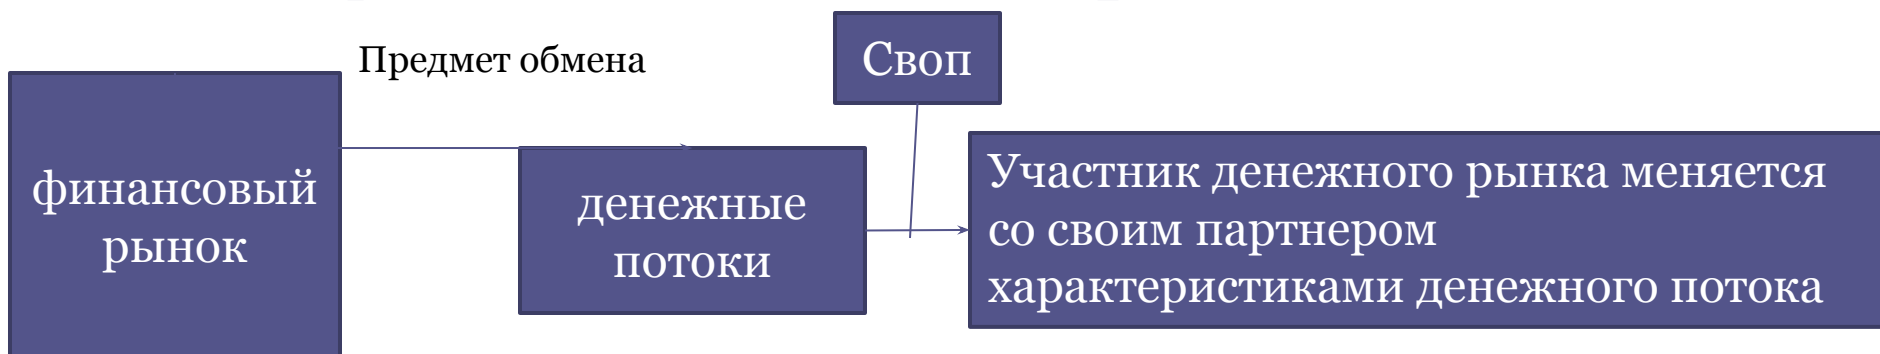 Предмет обмена
Своп
финансовый
рынок
денежные
потоки
Участник денежного рынка меняется
со своим партнером
характеристиками денежного потока